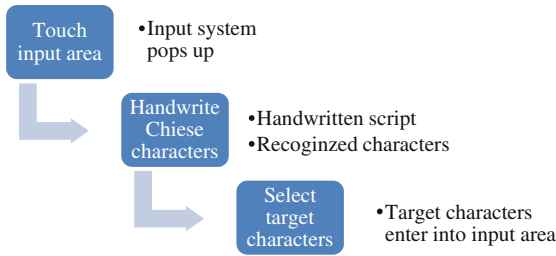 Touch
input area
•Input system
pops up
Handwrite
Chiese
characters
•Handwritten script
•Recoginzed characters
Select
target
characters
•Target characters
enter into input area